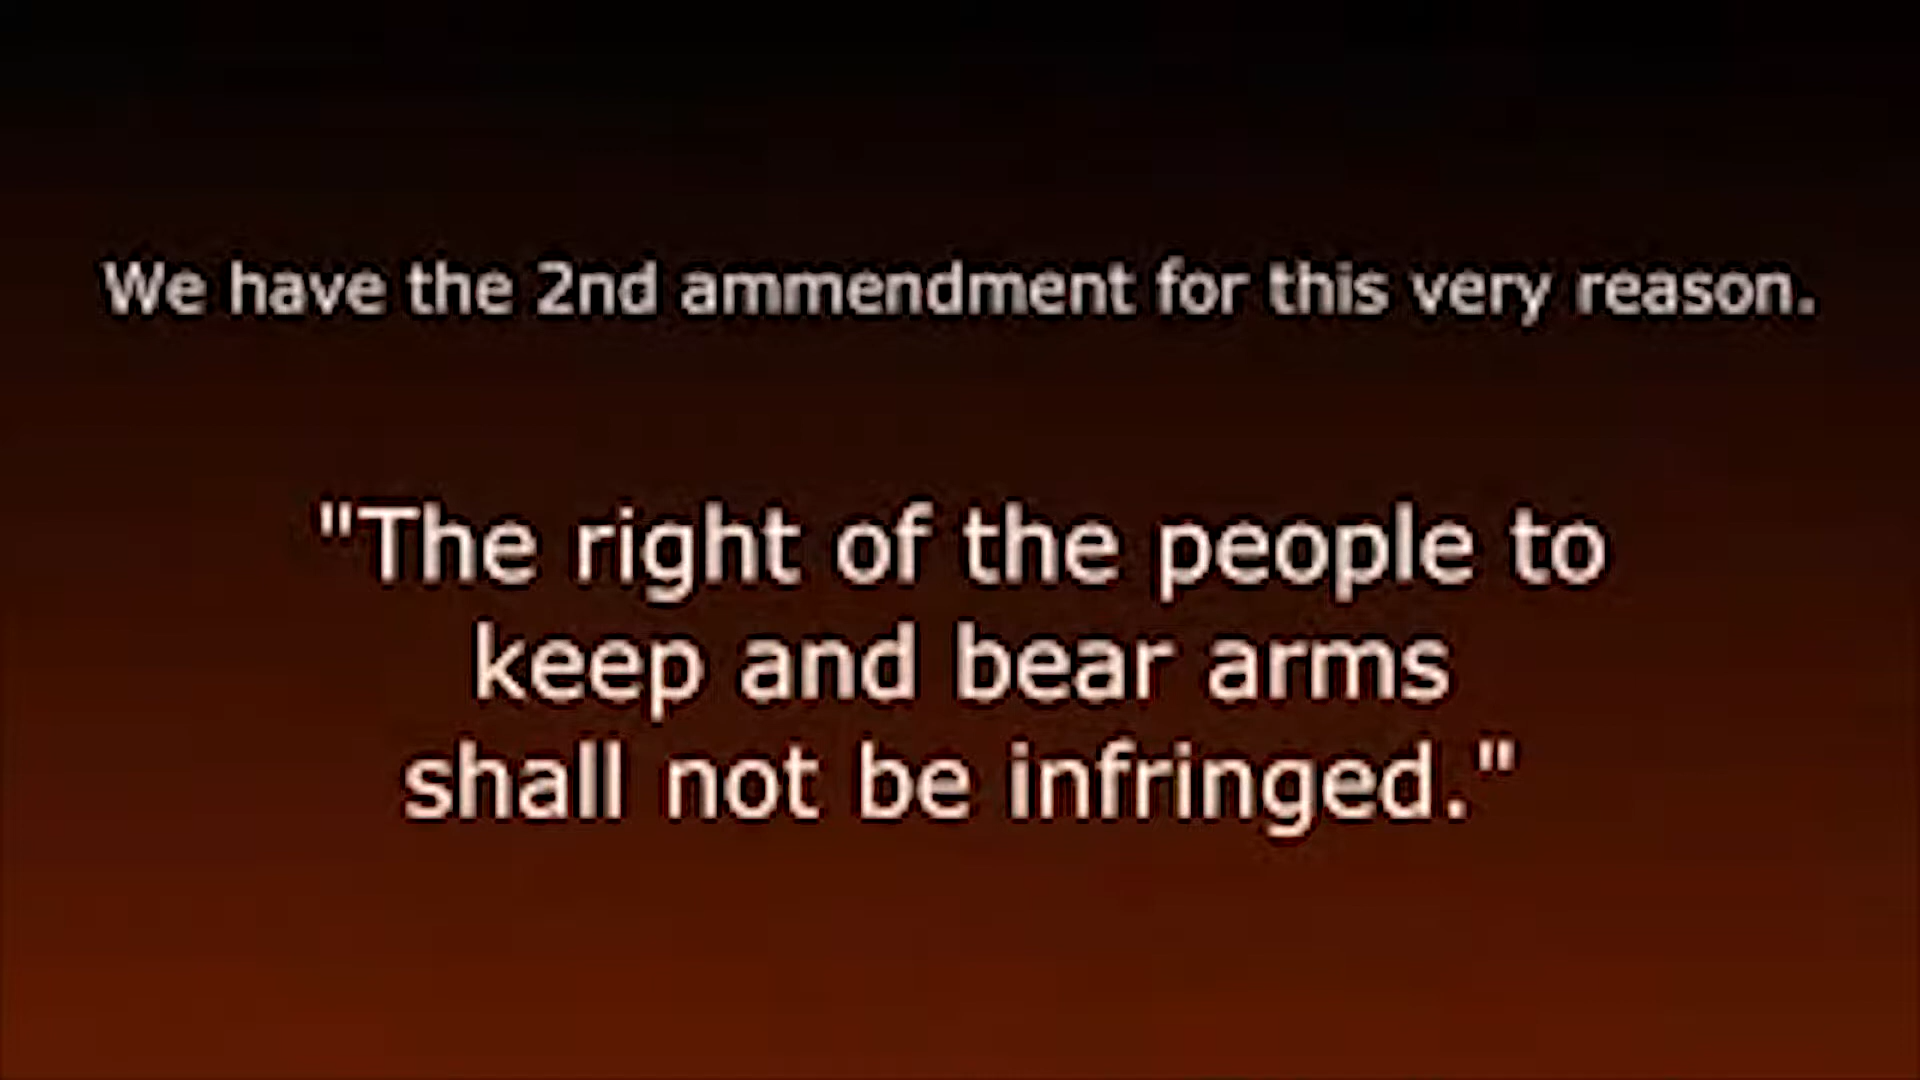 We have the 2nd ammendment for this very reason.
"The right of the people to
keep and bear arms
shall not be infringed."